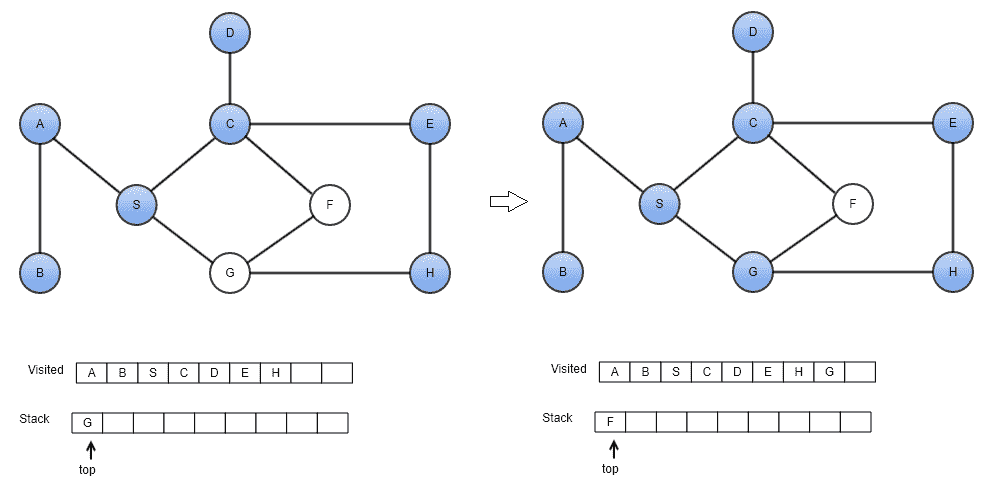 D
D
A
C
E
A
C
E
S
F
S
F
B
G
H
B
G
H
Visited A B S C D E H
Visited A B S C D E H G
Stack G
Stack F
top
top